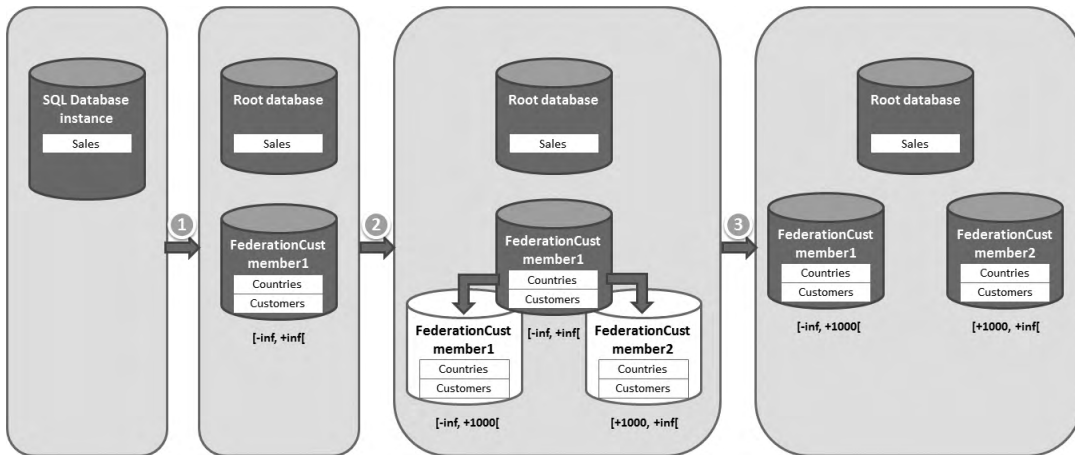 SQL Database
instance
Sales
1
Root database
Sales
FederationCust
member1
Countries
Customers
[-inf, +inf[
2
Root database
Sales
FederationCust
member1
Countries
Customers
[-inf, +inf[
FederationCust
member1
Countries
Customers
[-inf, +1000[
FederationCust
member2
Countries
Customers
[+1000, +inf[
3
Root database
Sales
FederationCust
member1
Countries
Customers
[-inf, +1000[
FederationCust
member2
Countries
Customers
[+1000, +inf[